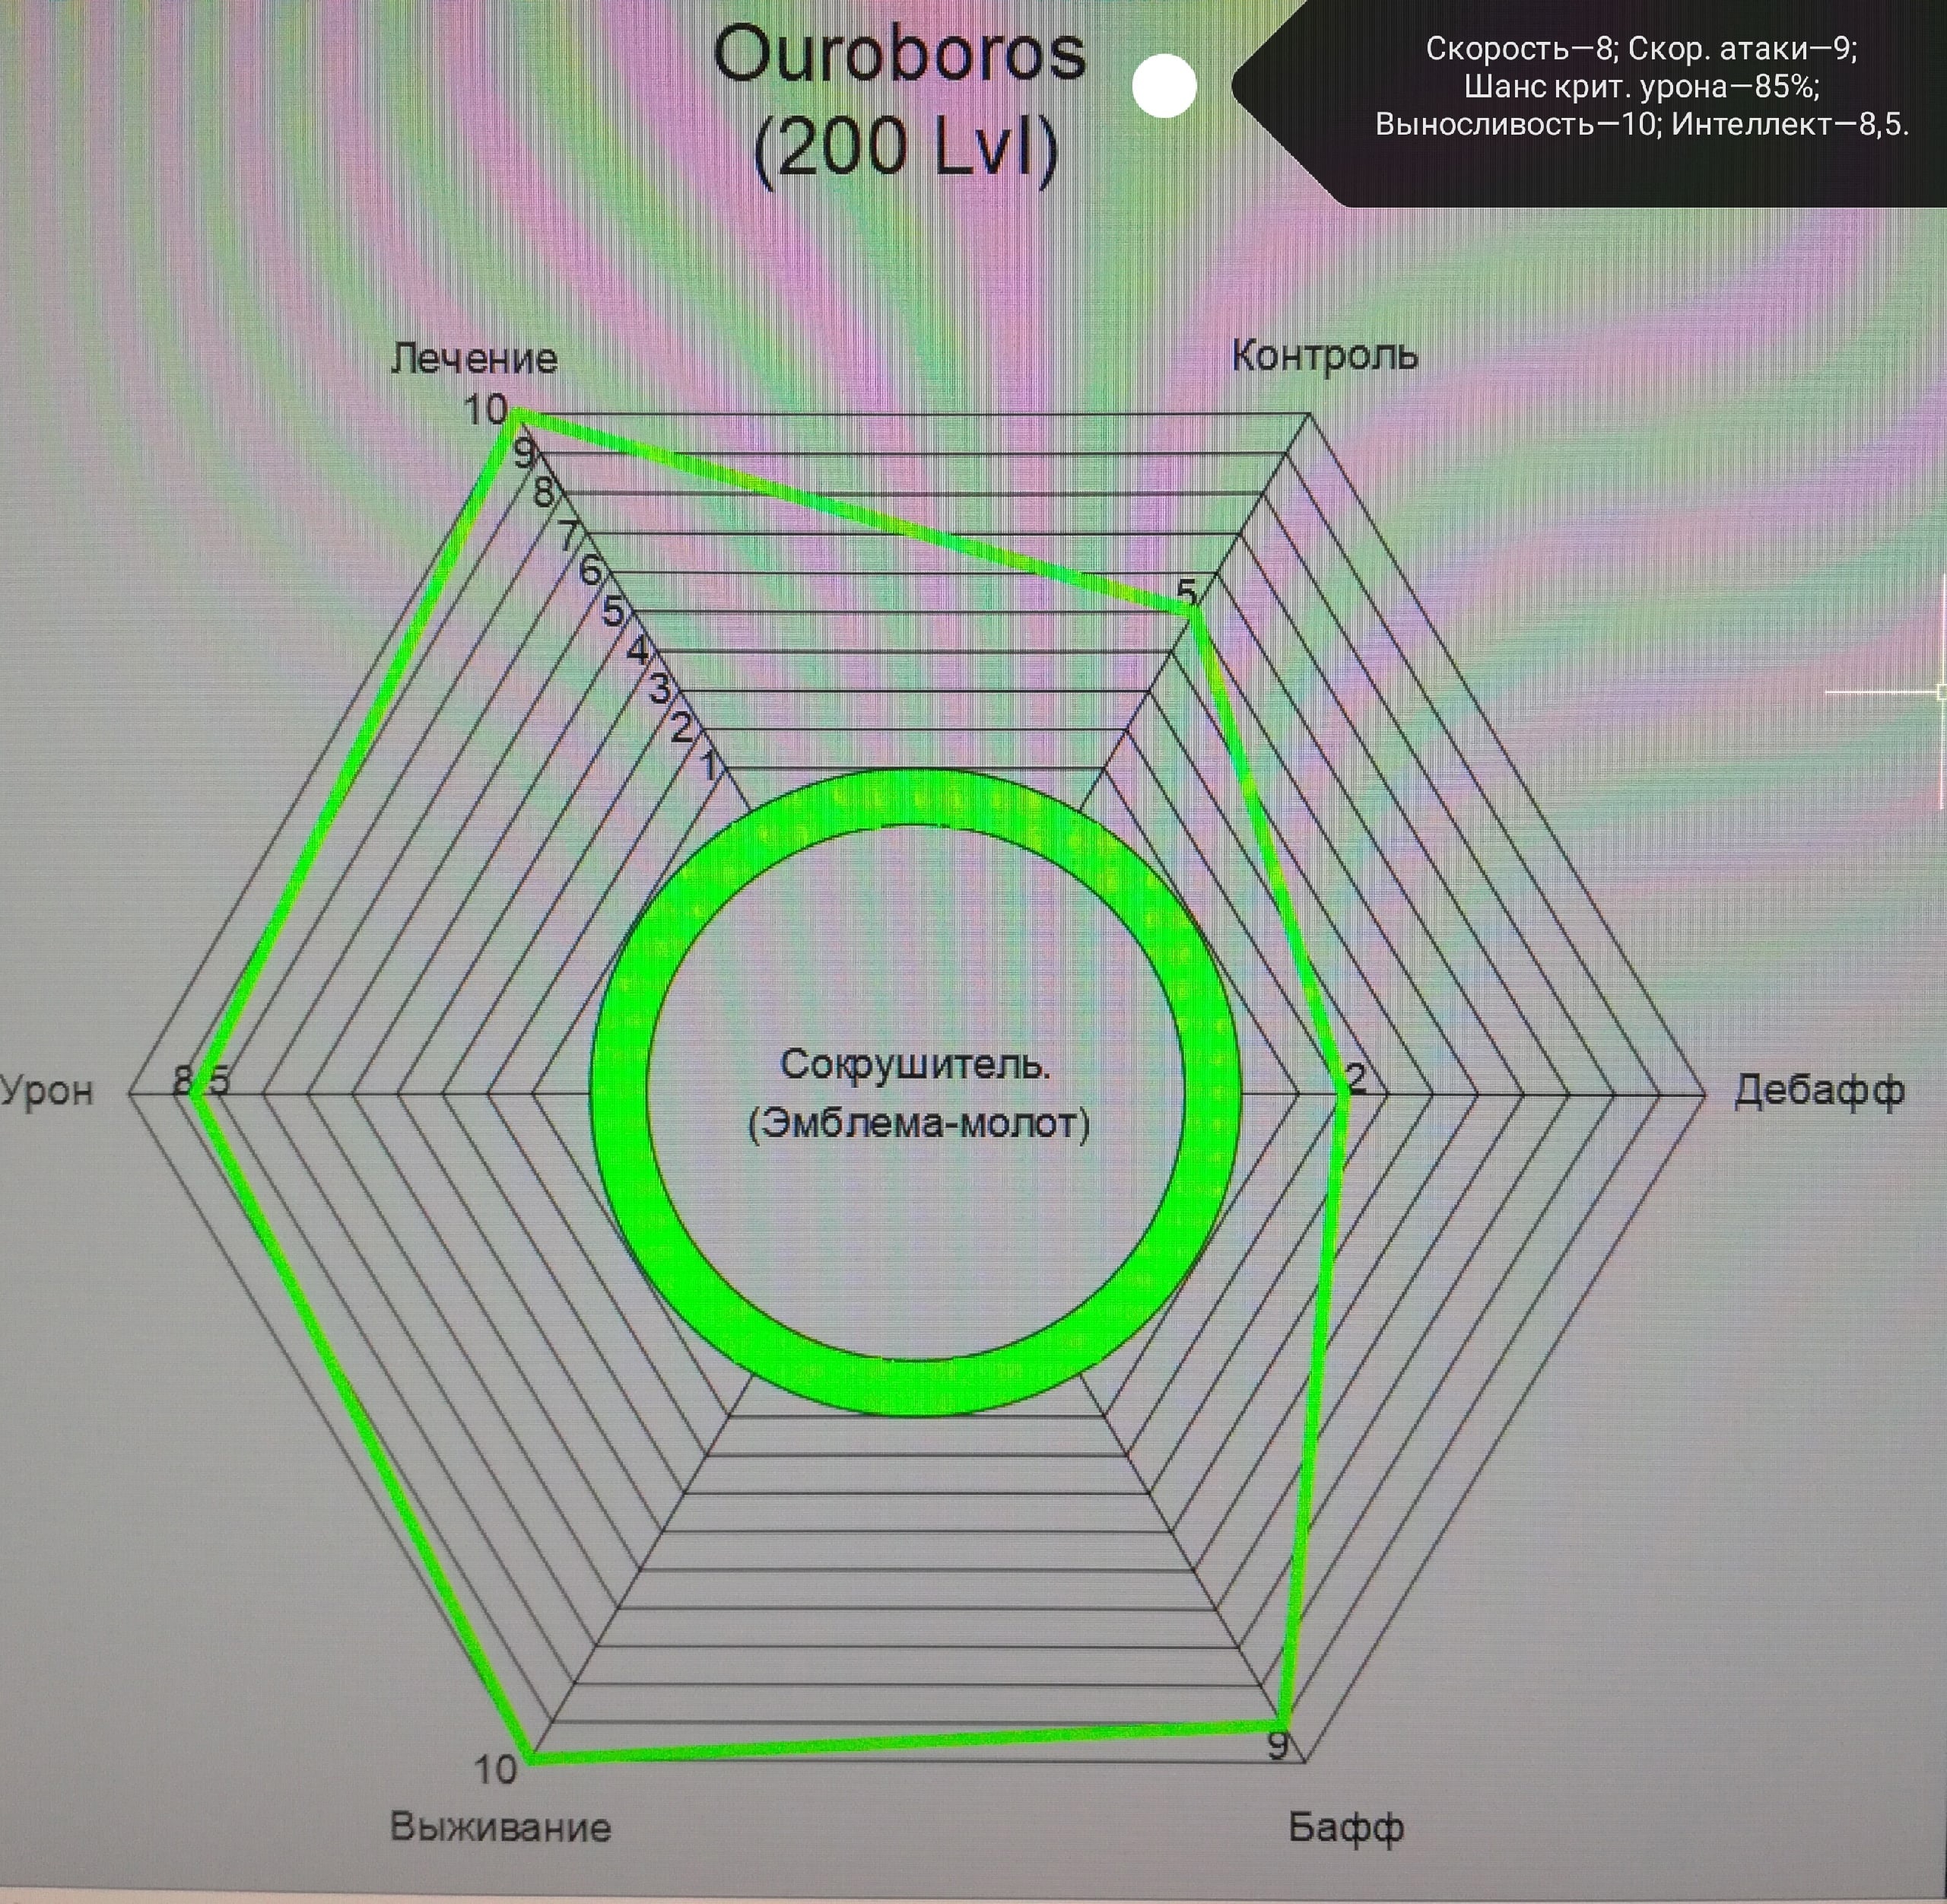 Ouroboros
(200 Lvl)
Скорость—8; Скор. атаки—9;
Шанс крит. урона—85%;
Выносливость—10; Интеллект—8,5.
Лечение
Контроль
10
9
8
7
6
5
4
3
2
1
5
Урон
8,5
2
Дебафф
Сокрушитель.
(Эмблема-молот)
10
9
Выживание
Бафф